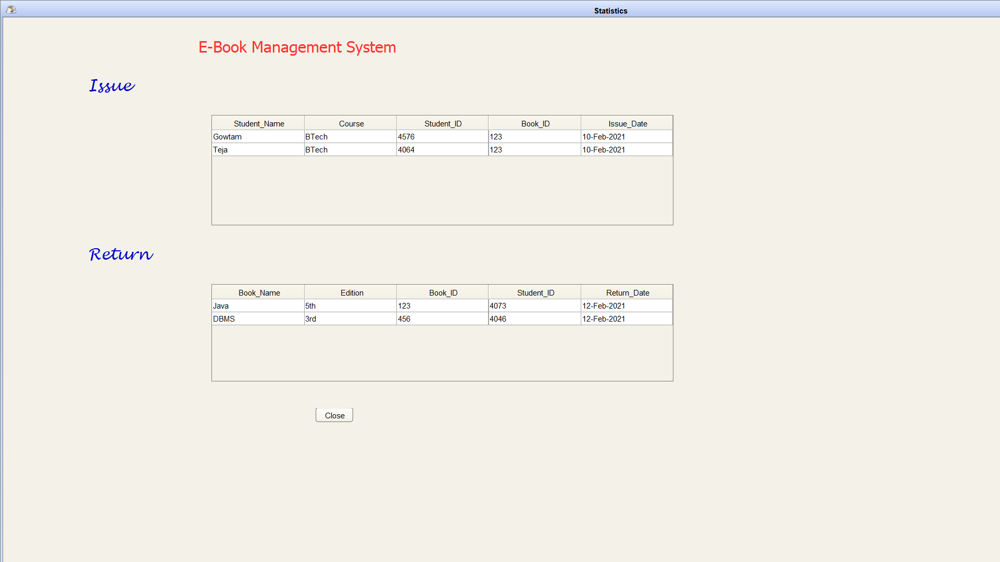 Statistics
E-Book Management System
Issue
Student_Name Course Student_ID Book_ID Issue_Date
Gowtam BTech 4576 123 10-Feb-2021
Teja BTech 4064 123 10-Feb-2021
Return
Book_Name Edition Book_ID Student_ID Return_Date
Java 5th 123 4073 12-Feb-2021
DBMS 3rd 456 4046 12-Feb-2021
Close